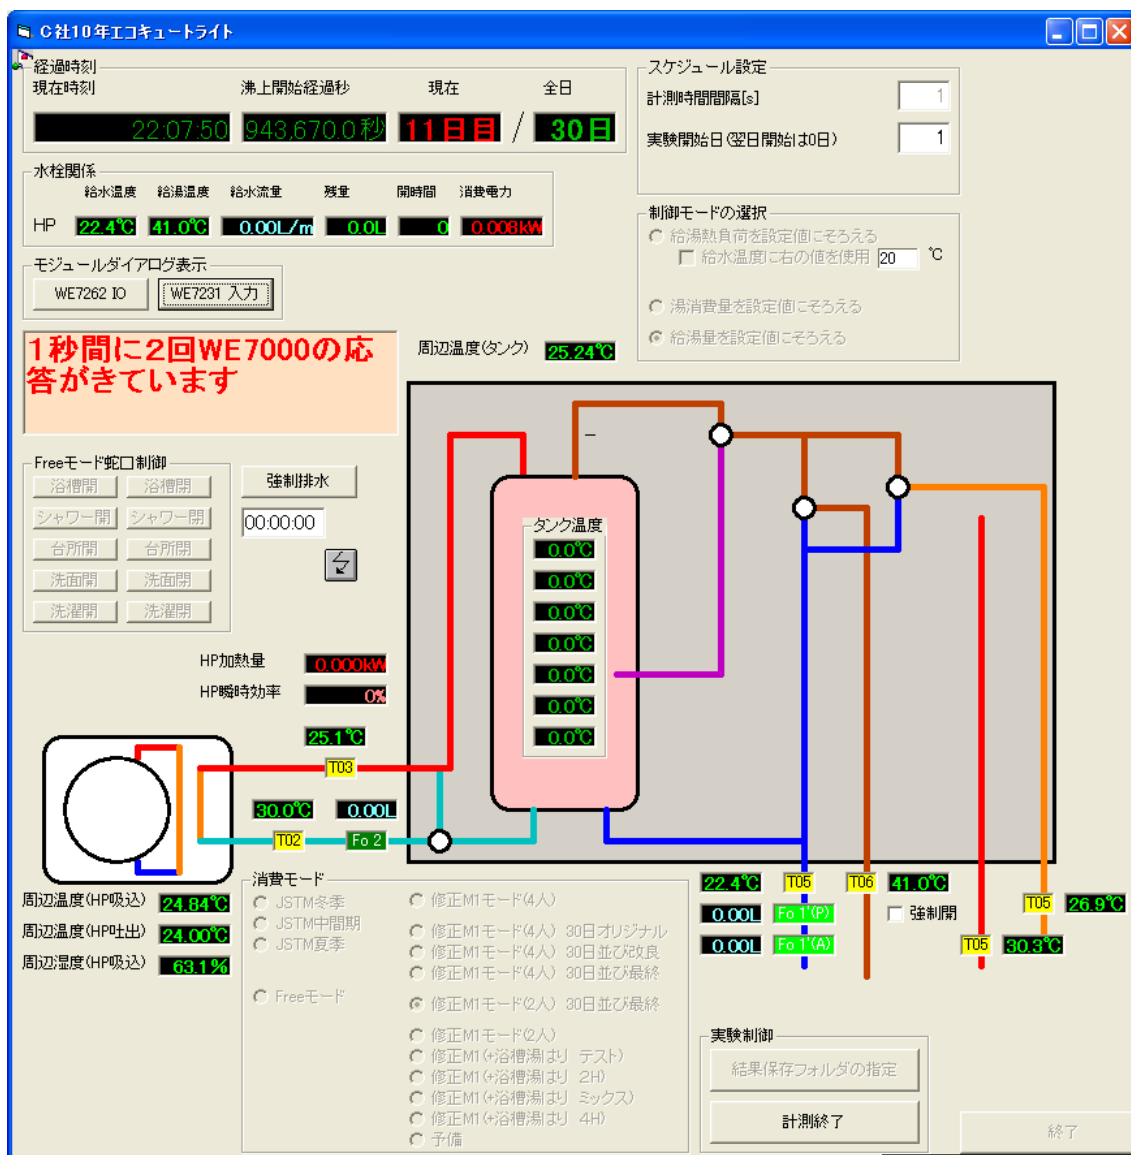 C社10年エコキュートライト
経過時刻
現在時刻 沸上開始経過秒 現在 全日
22:07:50 943,670.0秒 11日目 / 30日
スケジュール設定
計測時間間隔[s] 1
実験開始日(翌日開始は0日) 1
水栓関係
給水温度 給湯温度 給水流量 残量 開時間 消費電力
HP 22.4℃ 41.0℃ 0.00L/m 0.0L 0 0.008kW
制御モードの選択
給湯熱負荷を設定値にそろえる
給水温度に右の値を使用 20 ℃
湯消費量を設定値にそろえる
給湯量を設定値にそろえる
モジュールダイアログ表示
WE7262 IO WE7231 入力
1秒間に2回WE7000の応
答がきています
周辺温度(タンク) 25.24℃
Freeモード蛇口制御
浴槽開 浴槽閉
シャワー開 シャワー閉
台所開 台所閉
洗面開 洗面閉
洗濯開 洗濯閉
強制排水
00:00:00
タンク温度
0.0℃
0.0℃
0.0℃
0.0℃
0.0℃
0.0℃
0.0℃
HP加熱量 0.000kW
HP瞬時効率 0%
25.1℃
T03
30.0℃ 0.00L
T02 Fo 2
周辺温度(HP吸込) 24.84℃
周辺温度(HP吐出) 24.00℃
周辺湿度(HP吸込) 63.1%
消費モード
JSTM冬季
JSTM中間期
JSTM夏季
Freeモード
修正M1モード(4人)
修正M1モード(4人) 30日オリジナル
修正M1モード(4人) 30日並び改良
修正M1モード(4人) 30日並び最終
修正M1モード(2人) 30日並び最終
修正M1モード(2人)
修正M1(+浴槽湯はり テスト)
修正M1(+浴槽湯はり 2H)
修正M1(+浴槽湯はり ミックス)
修正M1(+浴槽湯はり 4H)
予備
22.4℃ T05 T06 41.0℃
0.00L Fo 1'(P) 強制開
0.00L Fo 1'(A)
T05 26.9℃
T05 30.3℃
実験制御
結果保存フォルダの指定
計測終了
終了